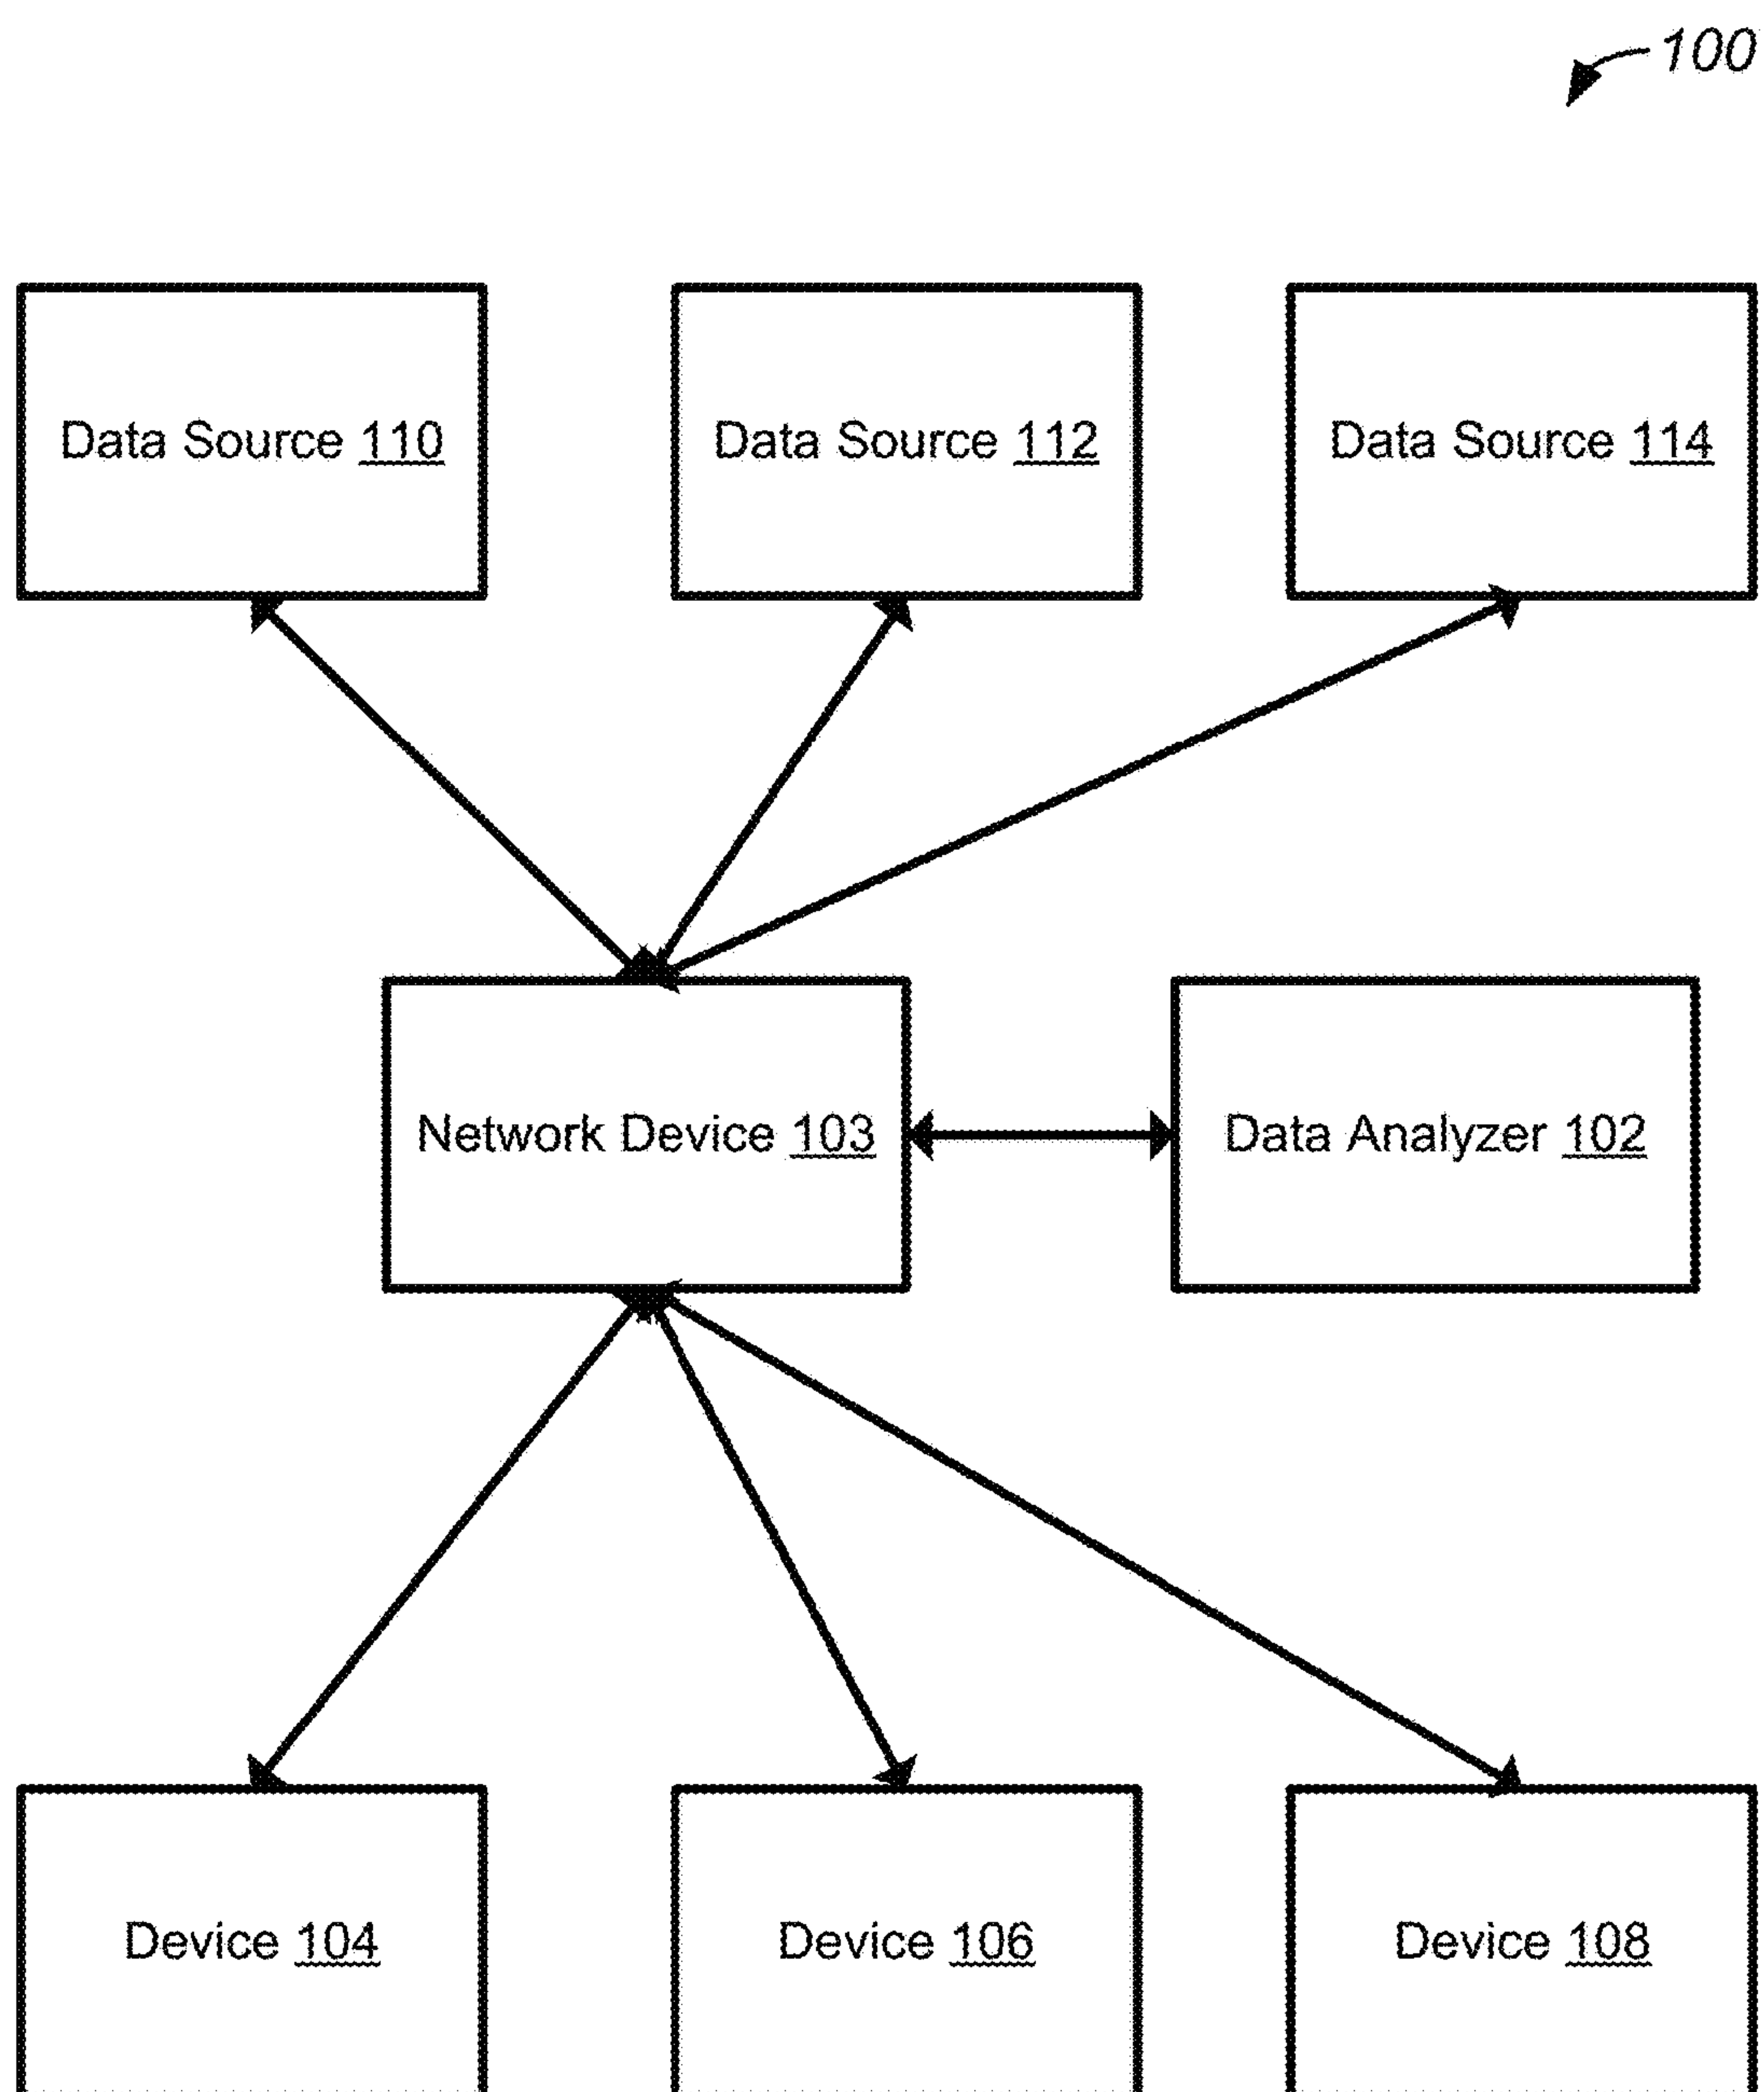 100
Data Source 110
Data Source 112
Data Source 114
Network Device 103
Data Analyzer 102
Device 104
Device 106
Device 108